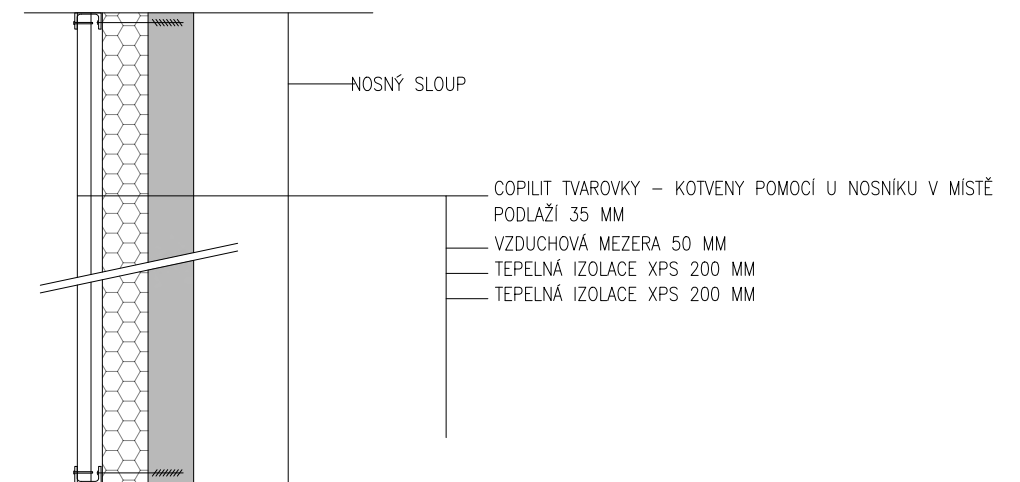 NOSNÝ SLOUP
COPILIT TVAROVKY – KOTVENY POMOCÍ U NOSNÍKU V MÍSTĚ
PODLAŽÍ 35 MM
VZDUCHOVÁ MEZERA 50 MM
TEPELNÁ IZOLACE XPS 200 MM
TEPELNÁ IZOLACE XPS 200 MM